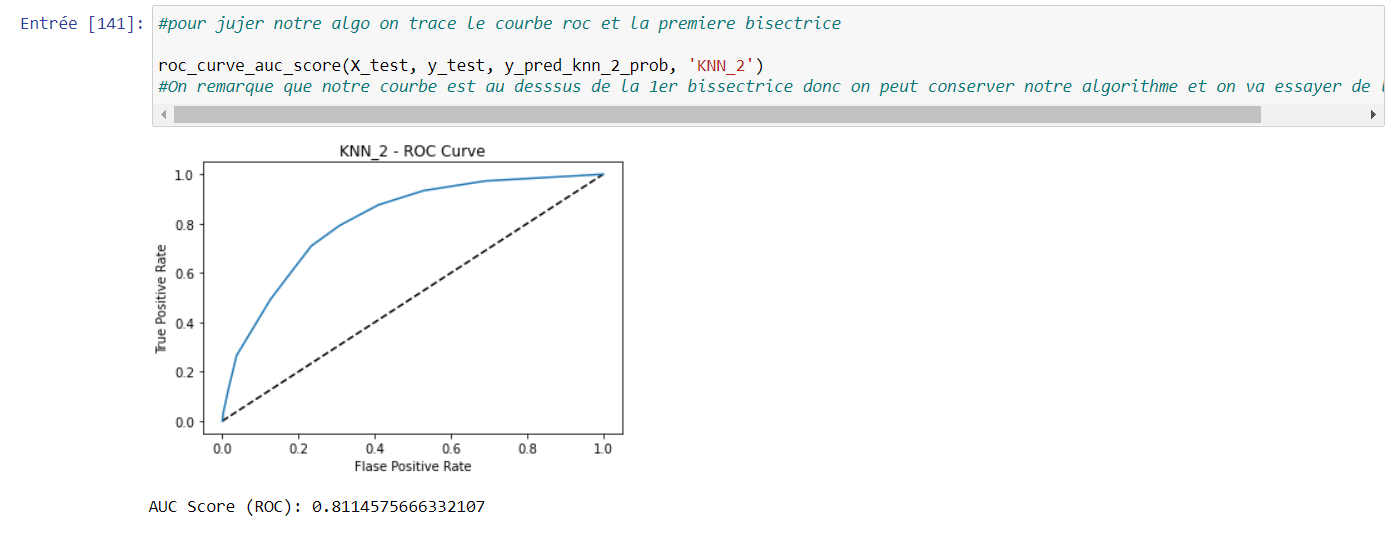 Entrée [141]: #pour jujer notre algo on trace le courbe roc et la premiere bisectrice
roc_curve_auc_score(X_test, y_test, y_pred_knn_2_prob, 'KNN_2')
#On remarque que notre courbe est au desssus de la 1er bissectrice donc on peut conserver notre algorithme et on va essayer de
KNN_2 - ROC Curve
1.0
0.8
0.6
0.4
0.2
0.0
True Positive Rate
0.0 0.2 0.4 0.6 0.8 1.0
Flase Positive Rate
AUC Score (ROC): 0.8114575666332107